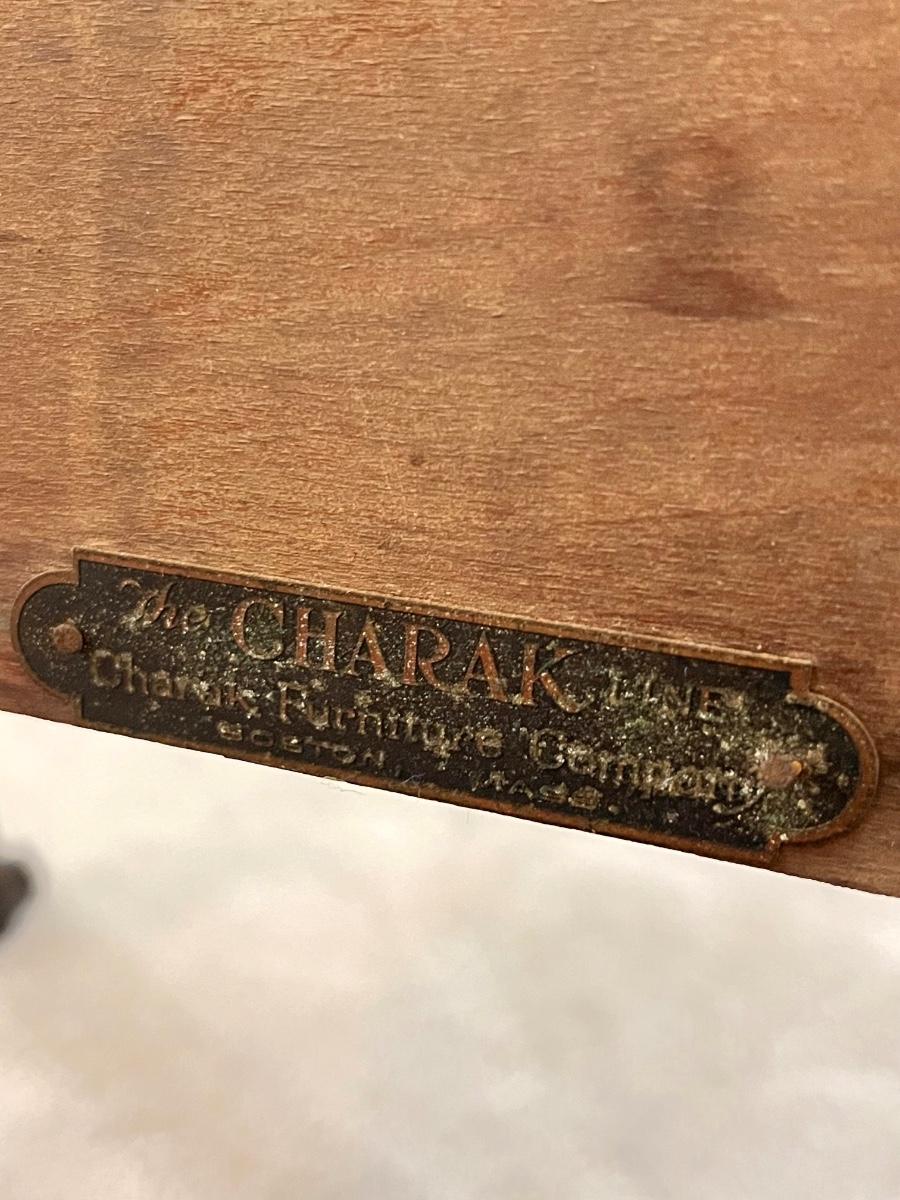 The CHARAK LINE
Charak Furniture Company
BOSTON, MASS.